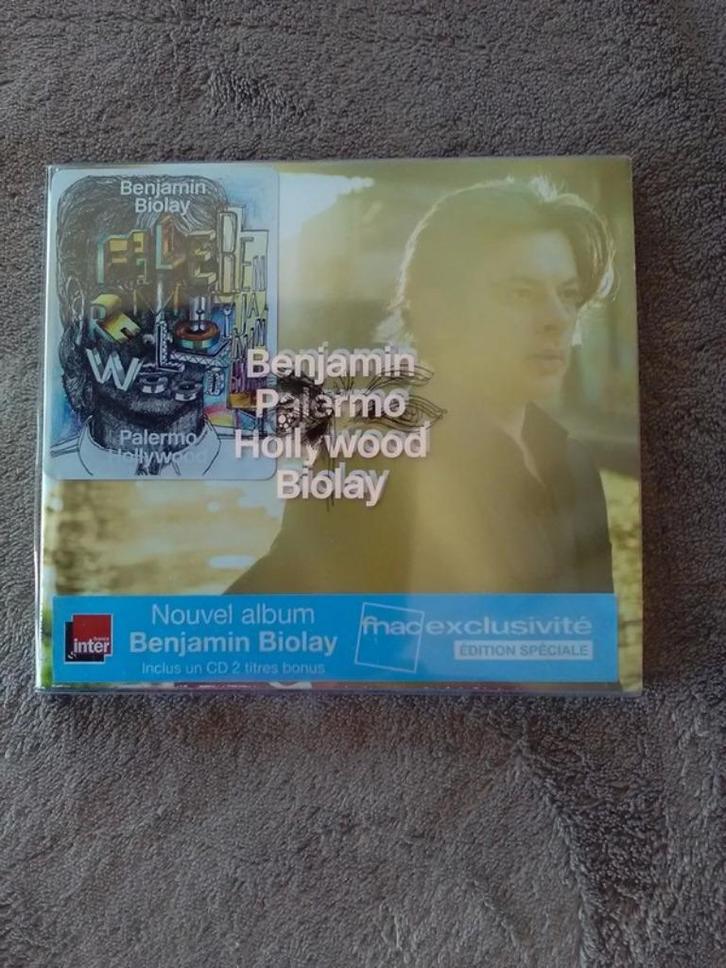 Benjamin
Biolay
Palermo
Hollywood
Benjamin
Palermo
Hollywood
Biolay
france
inter
Nouvel album
Benjamin Biolay
Inclus un CD 2 titres bonus
fnac exclusivité
ÉDITION SPÉCIALE